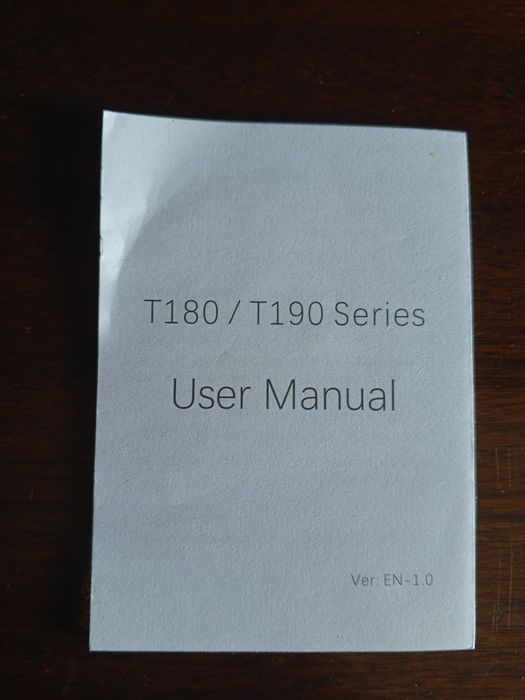 T180 / T190 Series
User Manual
Ver: EN-1.0